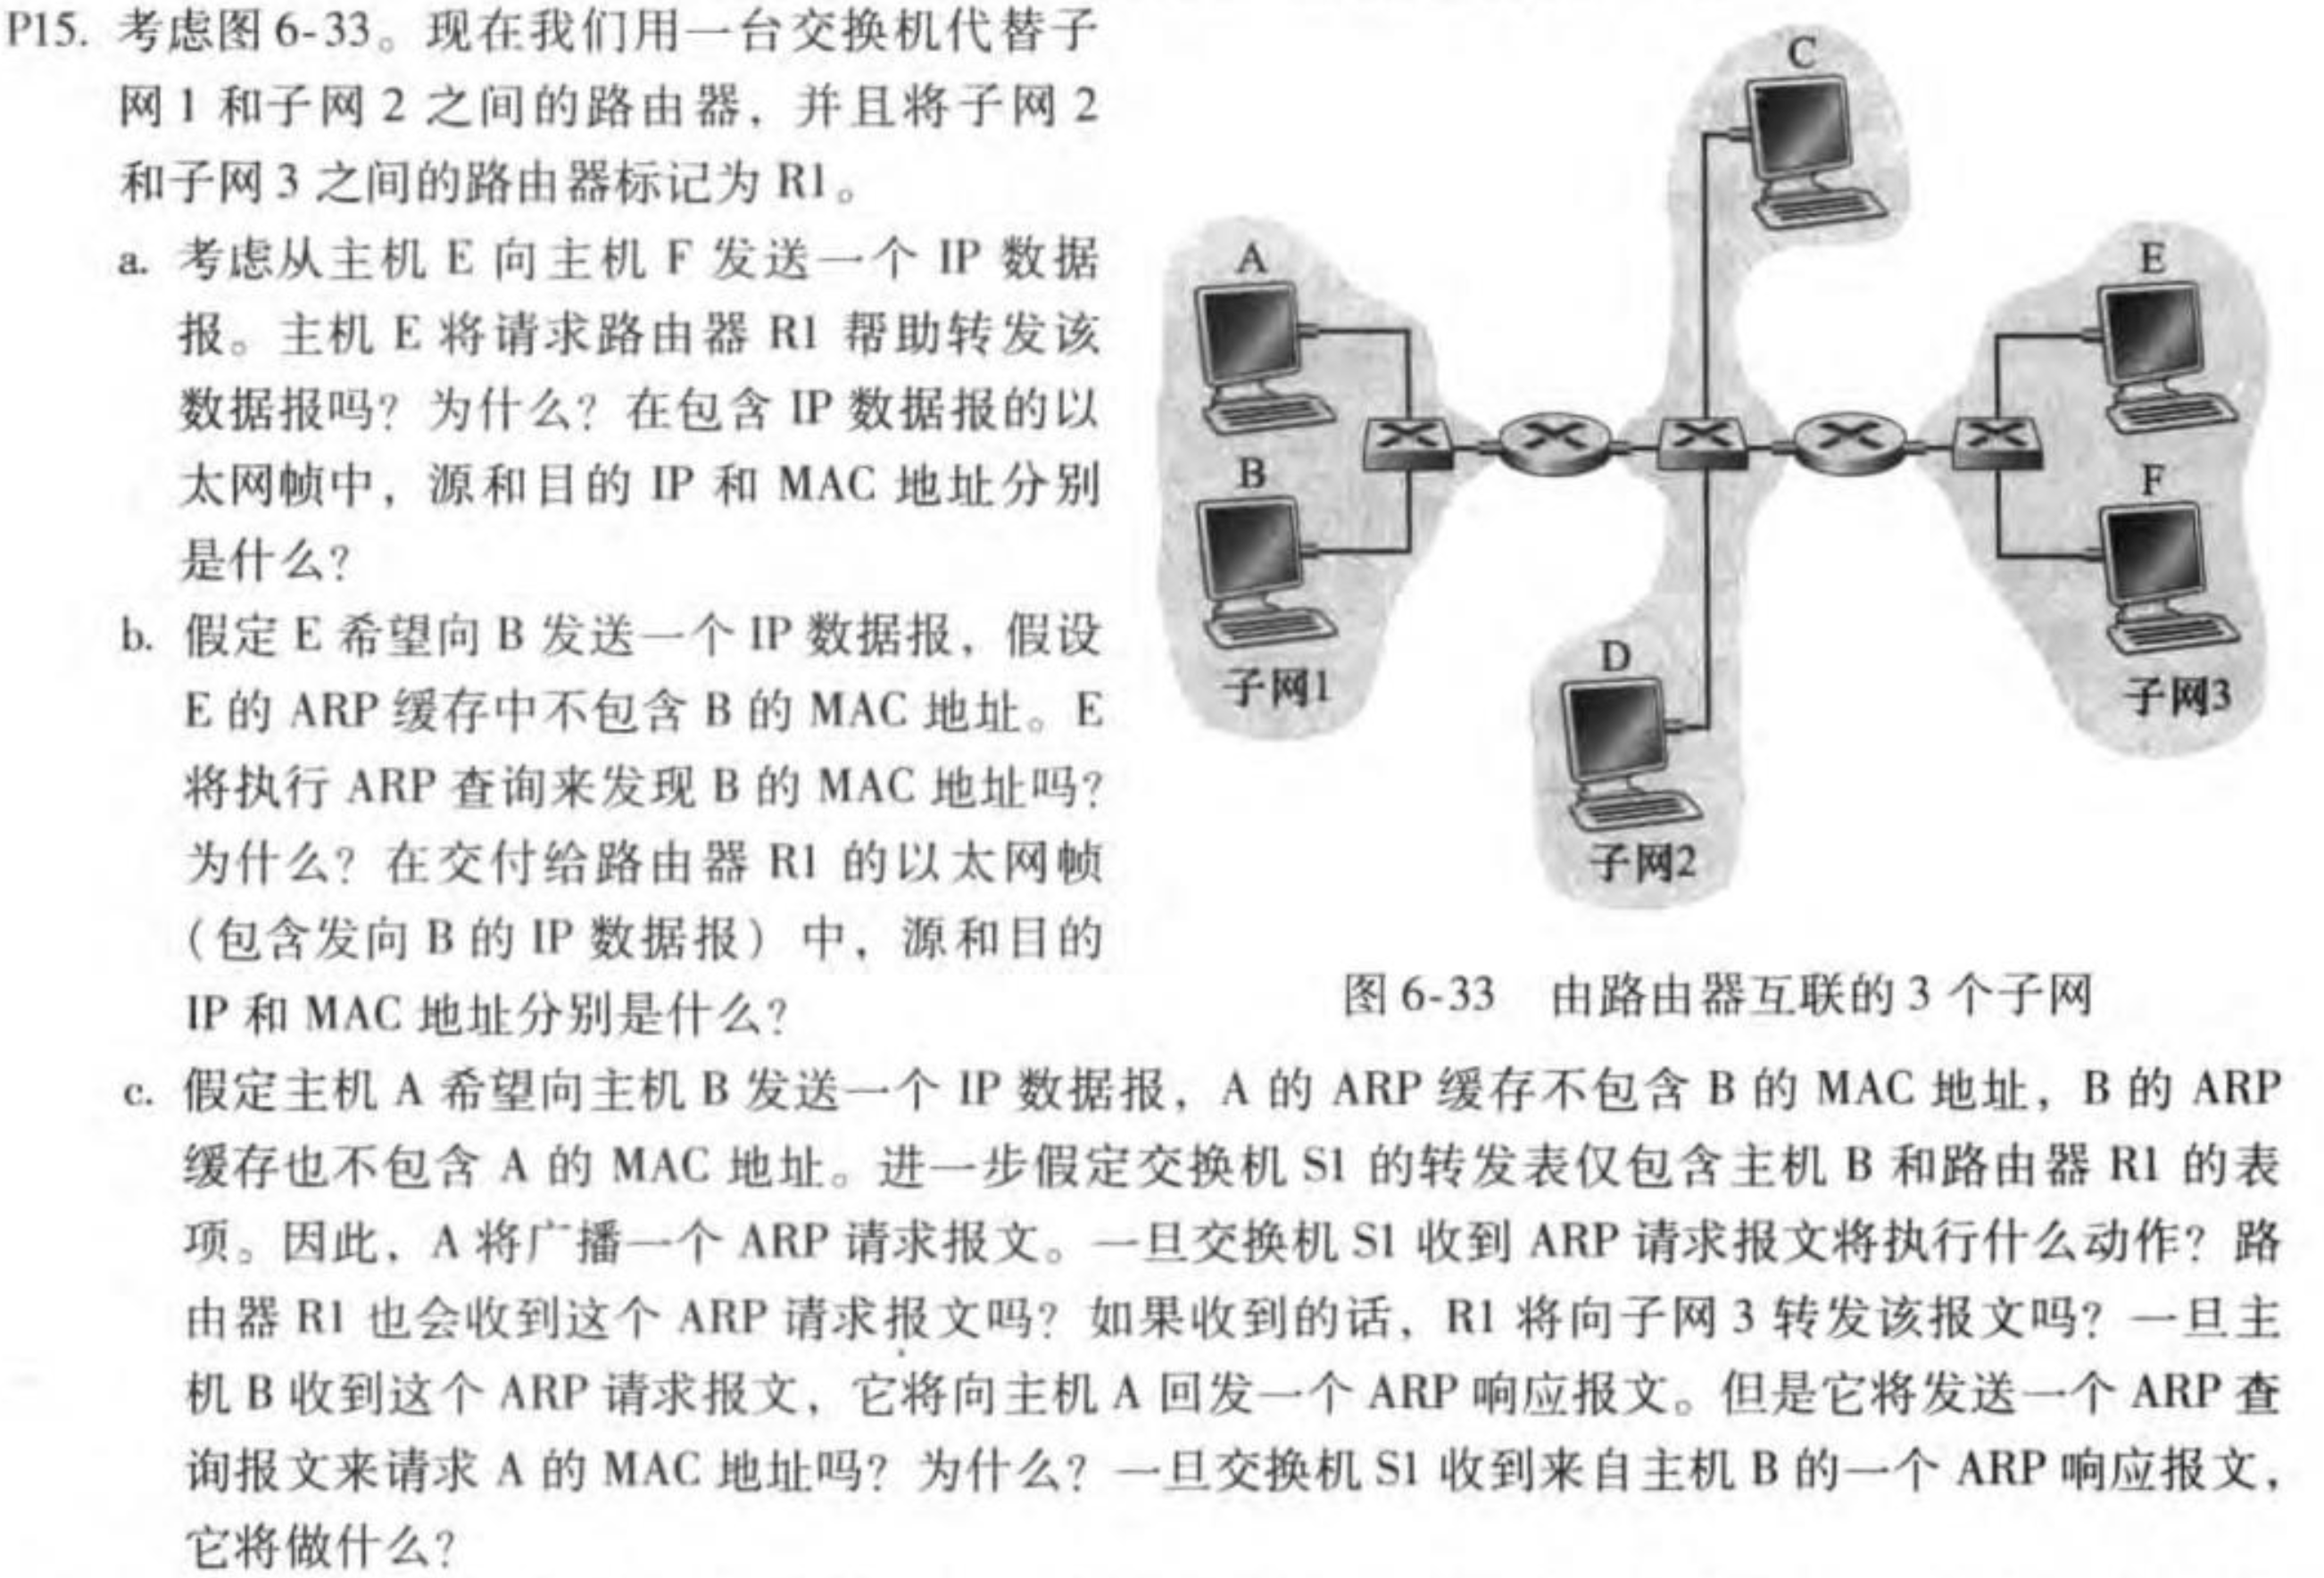 P15. 考虑图 6-33。现在我们用一台交换机代替子
网 1 和子网 2 之间的路由器，并且将子网 2
和子网 3 之间的路由器标记为 R1。
a. 考虑从主机 E 向主机 F 发送一个 IP 数据
报。主机 E 将请求路由器 R1 帮助转发该
数据报吗？为什么？在包含 IP 数据报的以
太网帧中，源和目的 IP 和 MAC 地址分别
是什么？
b. 假定 E 希望向 B 发送一个 IP 数据报，假设
E 的 ARP 缓存中不包含 B 的 MAC 地址。E
将执行 ARP 查询来发现 B 的 MAC 地址吗？
为什么？在交付给路由器 R1 的以太网帧
（包含发向 B 的 IP 数据报）中，源和目的
IP 和 MAC 地址分别是什么？
C
A
E
B
F
子网1
D
子网3
子网2
图 6-33 由路由器互联的 3 个子网
c. 假定主机 A 希望向主机 B 发送一个 IP 数据报，A 的 ARP 缓存不包含 B 的 MAC 地址，B 的 ARP
缓存也不包含 A 的 MAC 地址。进一步假定交换机 S1 的转发表仅包含主机 B 和路由器 R1 的表
项。因此，A 将广播一个 ARP 请求报文。一旦交换机 S1 收到 ARP 请求报文将执行什么动作？路
由器 R1 也会收到这个 ARP 请求报文吗？如果收到的话，R1 将向子网 3 转发该报文吗？一旦主
机 B 收到这个 ARP 请求报文，它将向主机 A 回发一个 ARP 响应报文。但是它将发送一个 ARP 查
询报文来请求 A 的 MAC 地址吗？为什么？一旦交换机 S1 收到来自主机 B 的一个 ARP 响应报文，
它将做什么？